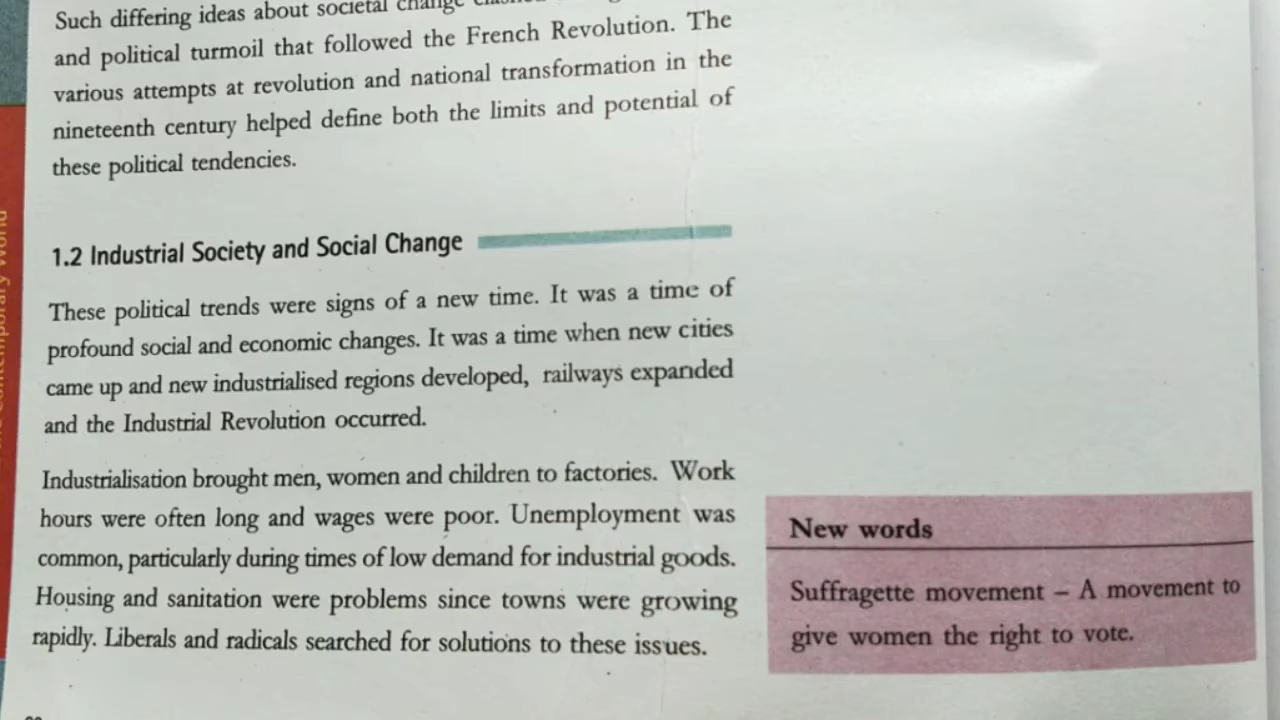 Such differing ideas about societal change
and political turmoil that followed the French Revolution. The
various attempts at revolution and national transformation in the
nineteenth century helped define both the limits and potential of
these political tendencies.
1.2 Industrial Society and Social Change
These political trends were signs of a new time. It was a time of
profound social and economic changes. It was a time when new cities
came up and new industrialised regions developed, railways expanded
and the Industrial Revolution occurred.
Industrialisation brought men, women and children to factories. Work
hours were often long and wages were poor. Unemployment was
common, particularly during times of low demand for industrial goods.
Housing and sanitation were problems since towns were growing
rapidly. Liberals and radicals searched for solutions to these issues.
New words
Suffragette movement – A movement to
give women the right to vote.